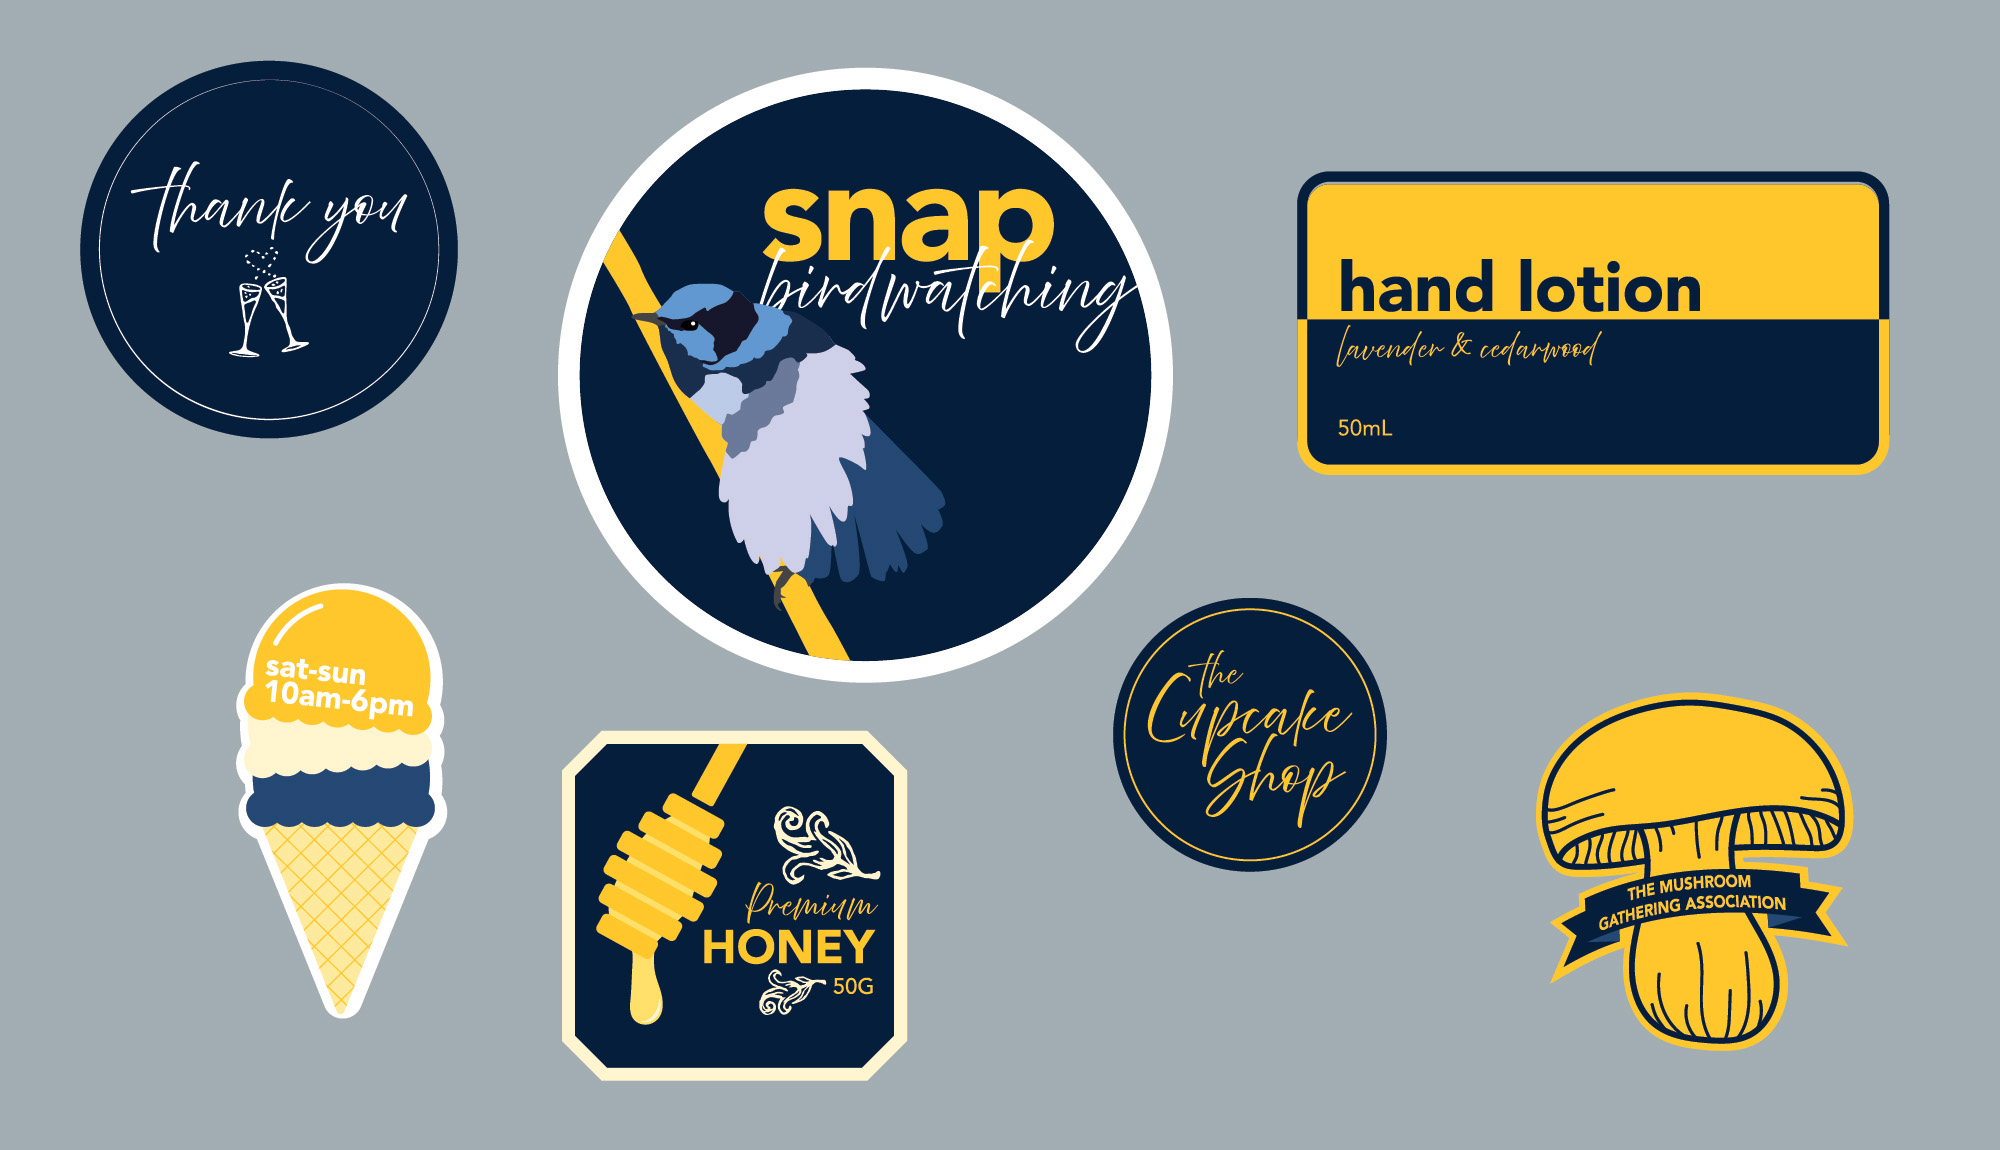 thank you
snap
birdwatching
hand lotion
lavender & cedarwood
50mL
sat-sun
10am-6pm
Premium
HONEY
50G
the
Cupcake
Shop
THE MUSHROOM
GATHERING ASSOCIATION